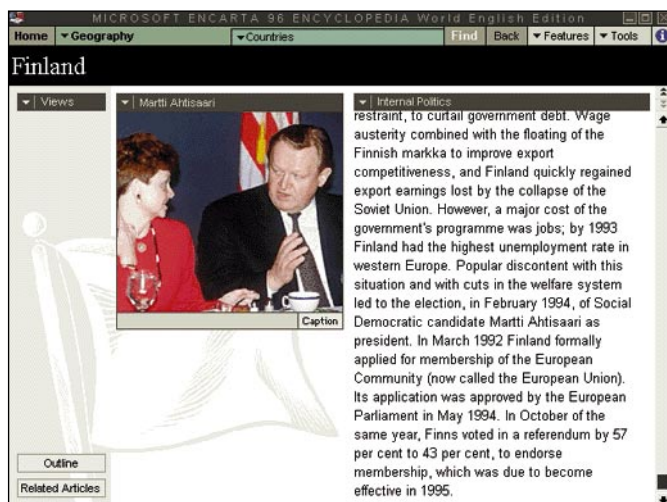 MICROSOFT ENCARTA 96 ENCYCLOPEDIA World English Edition
Home Geography Countries Find Back Features Tools
Finland
Views
Martti Ahtisaari
Caption
Internal Politics
restraint, to curtail government debt. Wage
austerity combined with the floating of the
Finnish markka to improve export
competitiveness, and Finland quickly regained
export earnings lost by the collapse of the
Soviet Union. However, a major cost of the
government's programme was jobs; by 1993
Finland had the highest unemployment rate in
western Europe. Popular discontent with this
situation and with cuts in the welfare system
led to the election, in February 1994, of Social
Democratic candidate Martti Ahtisaari as
president. In March 1992 Finland formally
applied for membership of the European
Community (now called the European Union).
Its application was approved by the European
Parliament in May 1994. In October of the
same year, Finns voted in a referendum by 57
per cent to 43 per cent, to endorse
membership, which was due to become
effective in 1995.
Outline
Related Articles